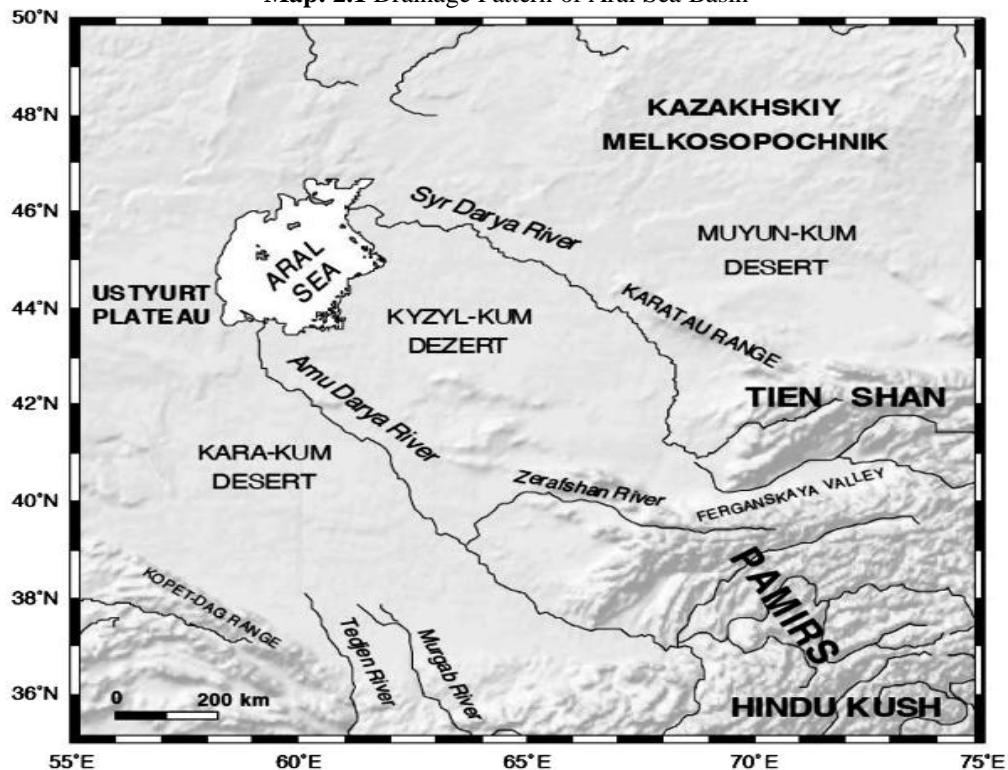 Map: 2.1 Drainage Pattern of Aral Sea Basin
50°N
48°N
46°N
44°N
42°N
40°N
38°N
36°N
KAZAKHSKIY
MELKOSOPOCHNIK
Syr Darya River
MUYUN-KUM
DESERT
ARAL
SEA
USTYURT
PLATEAU
KYZYL-KUM
DEZERT
KARATAU RANGE
Amu Darya River
TIEN SHAN
KARA-KUM
DESERT
Zerafshan River
FERGANSKAYA VALLEY
PAMIRS
KOPET-DAG RANGE
Tedjen River
Murgab River
HINDU KUSH
0 200 km
55°E 60°E 65°E 70°E 75°E